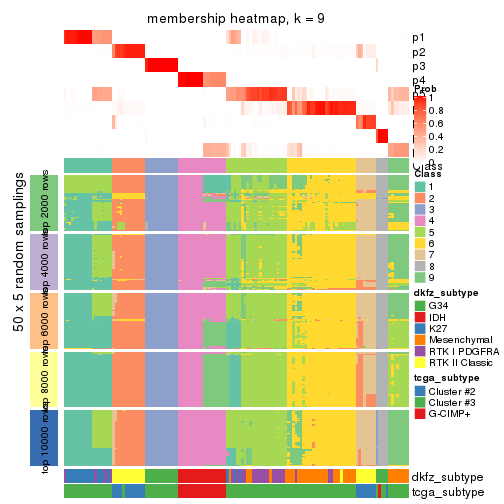 membership heatmap, k = 9
p1
p2
p3
p4
Prob
1
0.8
0.6
0.4
0.2
0
Class
Class
1
2
3
4
5
6
7
8
9
50 x 5 random samplings
top 2000 rows
top 4000 rows
top 6000 rows
top 8000 rows
top 10000 rows
dkfz_subtype
G34
IDH
K27
Mesenchymal
RTK I PDGFRA
RTK II Classic
tcga_subtype
Cluster #2
Cluster #3
G-CIMP+
dkfz_subtype
tcga_subtype